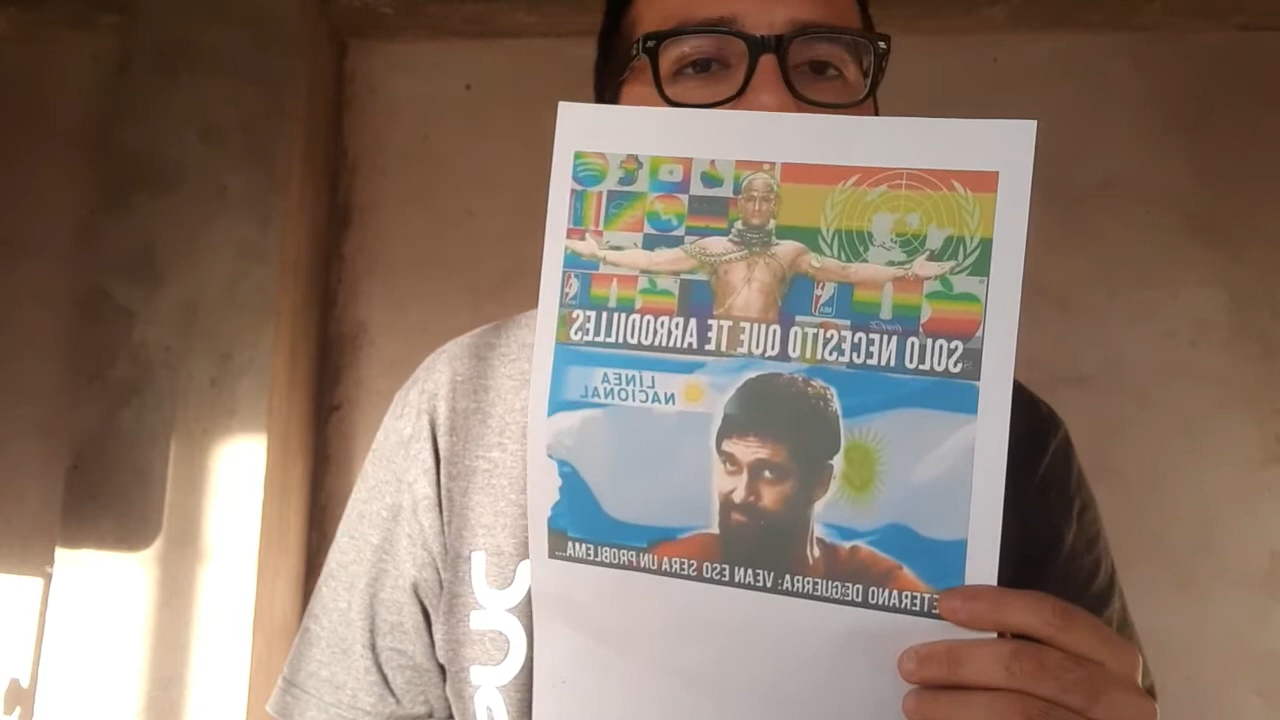 SOLO NECESITO QUE TE ARRODILLES
LÍNEA
NACIONAL
ETERANO DE GUERRA: VEAN ESO SERA UN PROBLEMA...